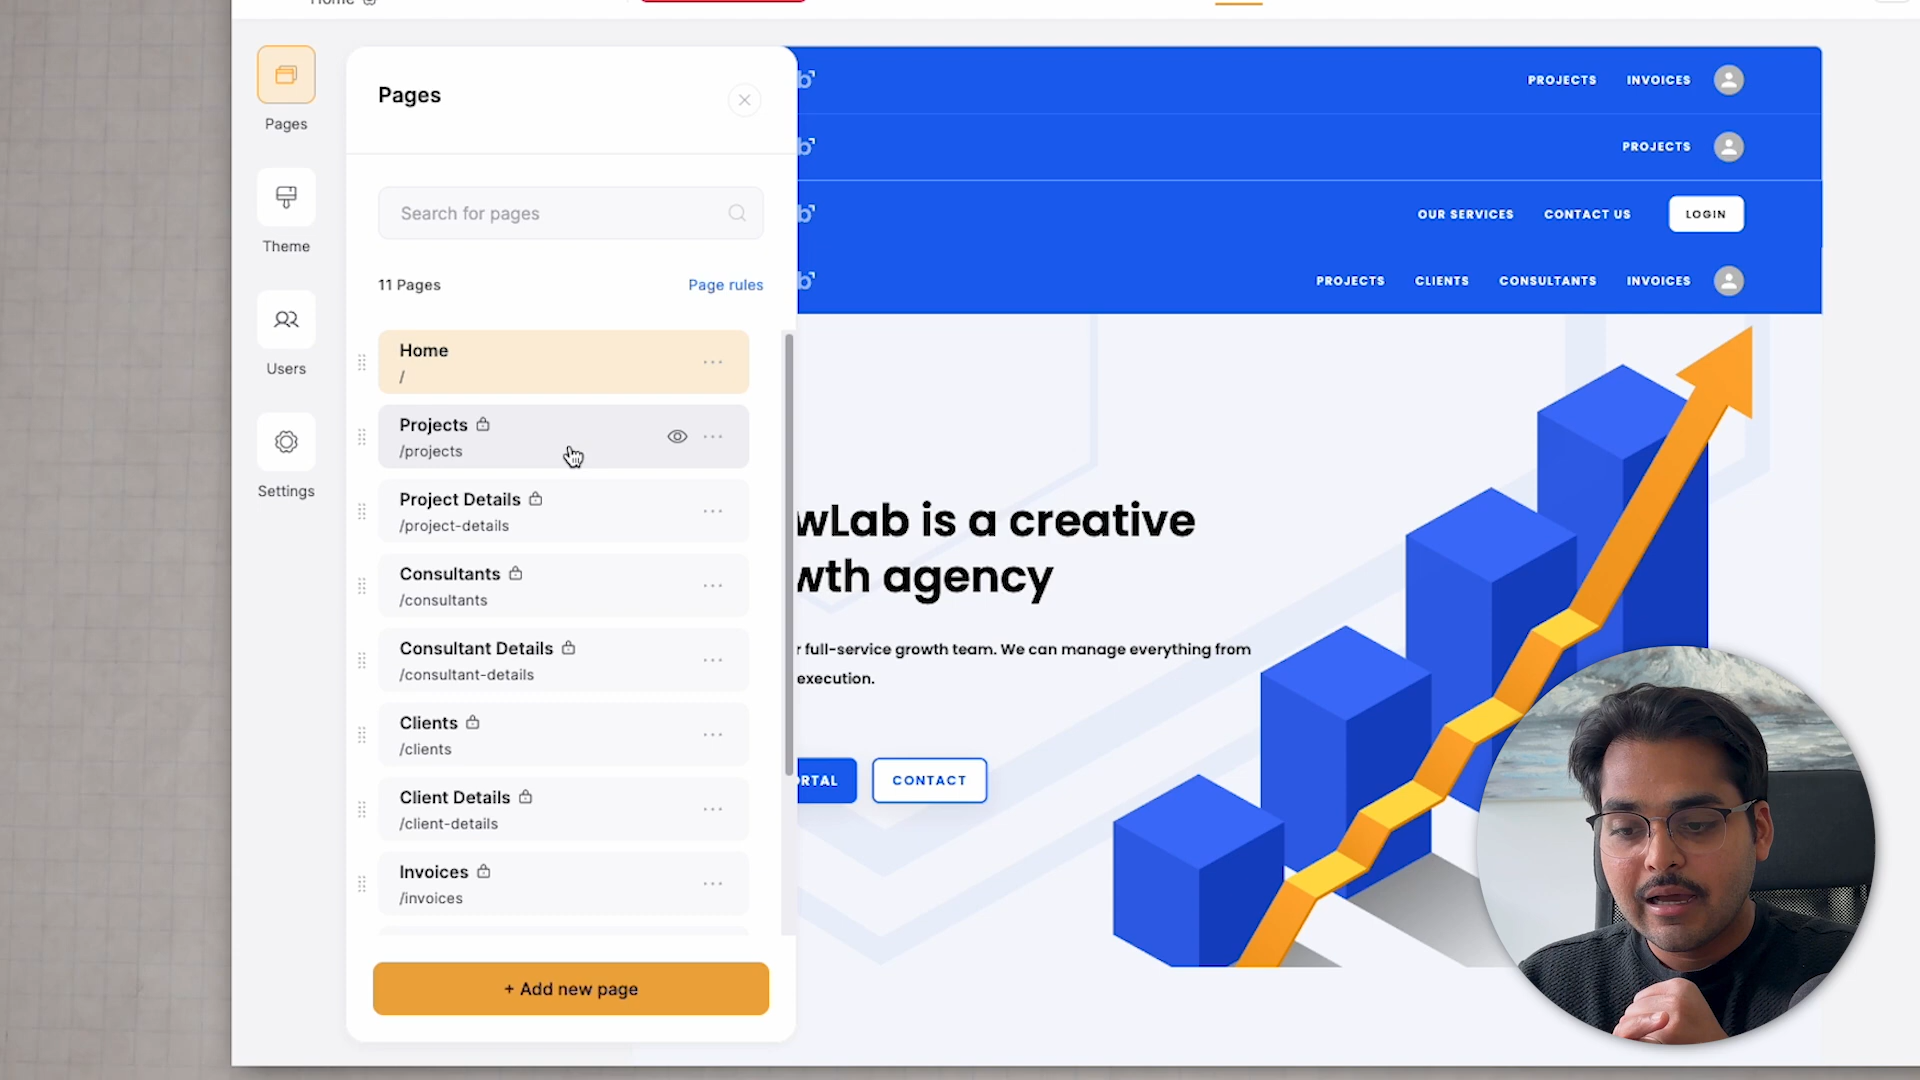 Home
Pages
Theme
Users
Settings
Pages
Search for pages
11 Pages
Page rules
Home
/
Projects
/projects
Project Details
/project-details
Consultants
/consultants
Consultant Details
/consultant-details
Clients
/clients
Client Details
/client-details
Invoices
/invoices
+ Add new page
b PROJECTS INVOICES
b PROJECTS
b OUR SERVICES CONTACT US LOGIN
b PROJECTS CLIENTS CONSULTANTS INVOICES
wLab is a creative
wth agency
r full-service growth team. We can manage everything from
execution.
RTAL CONTACT